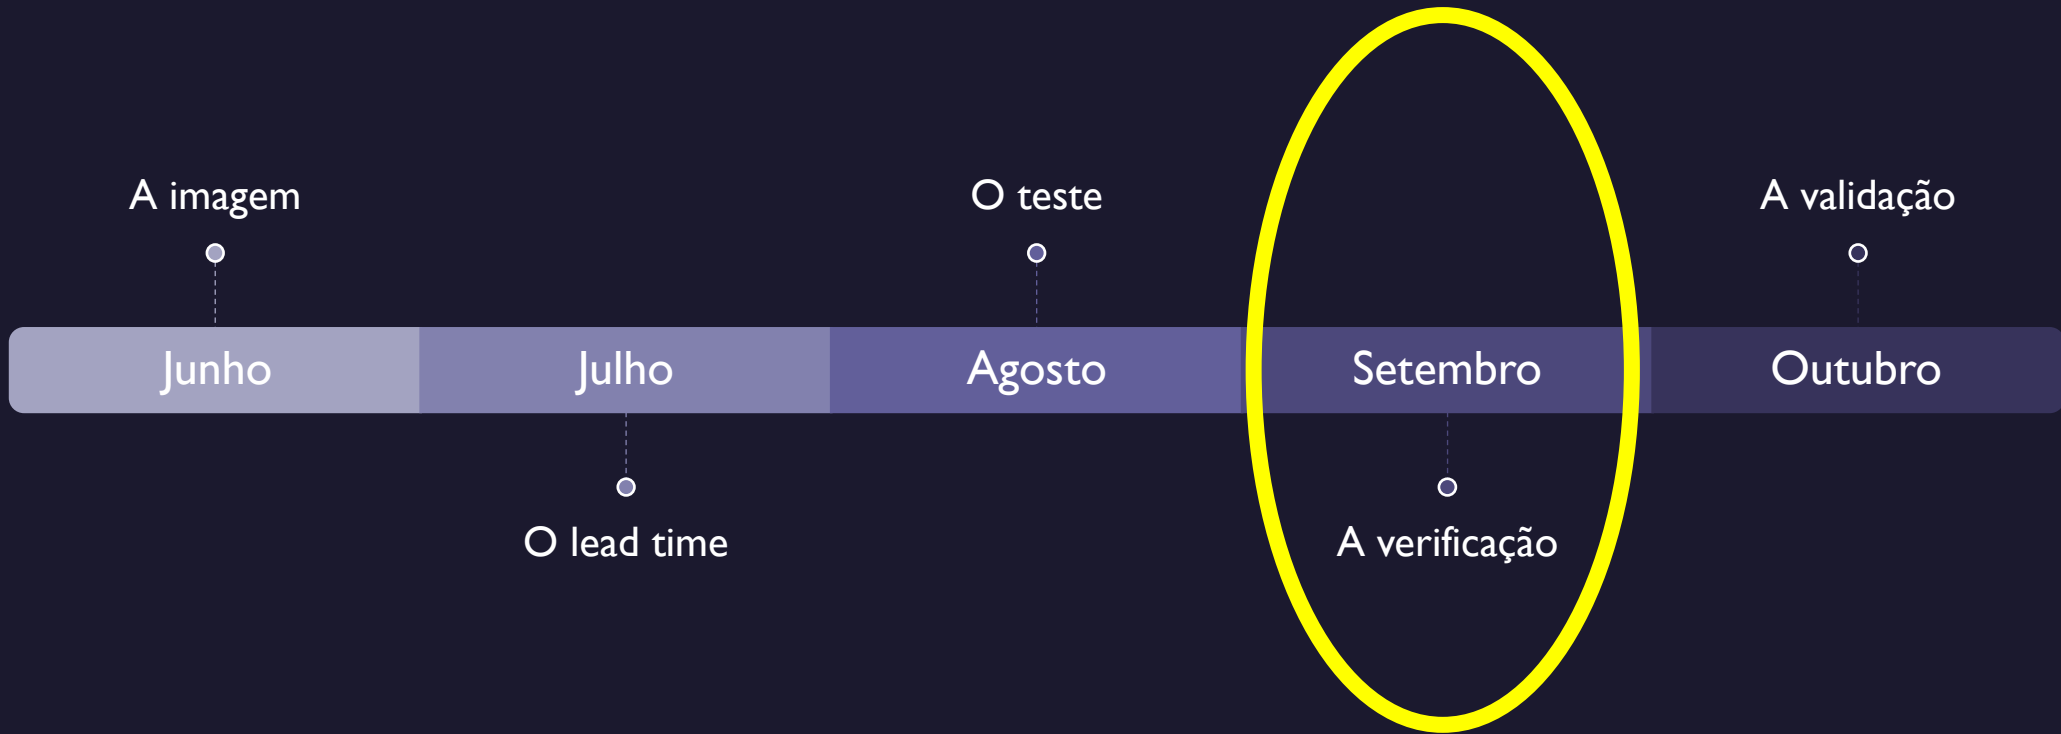 A imagem
O teste
A validação
Junho
Julho
Agosto
Setembro
Outubro
O lead time
A verificação